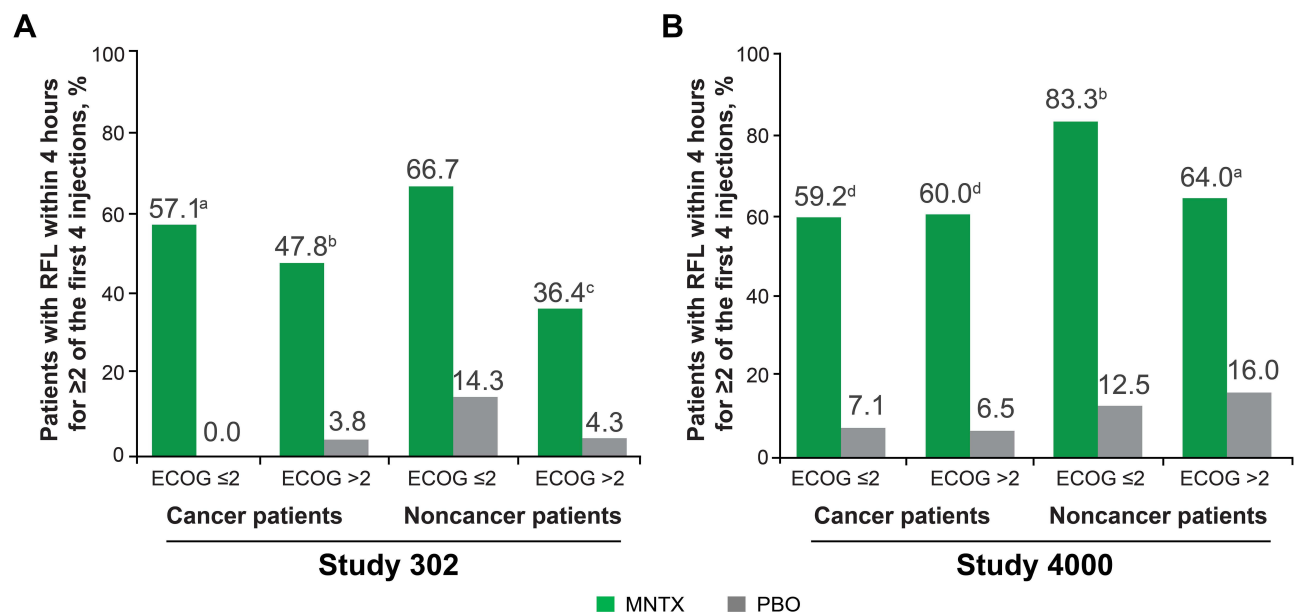 A
Patients with RFL within 4 hours
for ≥2 of the first 4 injections, %
100
80
60
40
20
0
57.1a
0.0
47.8b
3.8
66.7
14.3
36.4c
4.3
ECOG ≤2
ECOG >2
ECOG ≤2
ECOG >2
Cancer patients
Noncancer patients
Study 302
B
Patients with RFL within 4 hours
for ≥2 of the first 4 injections, %
100
80
60
40
20
0
59.2d
7.1
60.0d
6.5
83.3b
12.5
64.0a
16.0
ECOG ≤2
ECOG >2
ECOG ≤2
ECOG >2
Cancer patients
Noncancer patients
Study 4000
MNTX
PBO